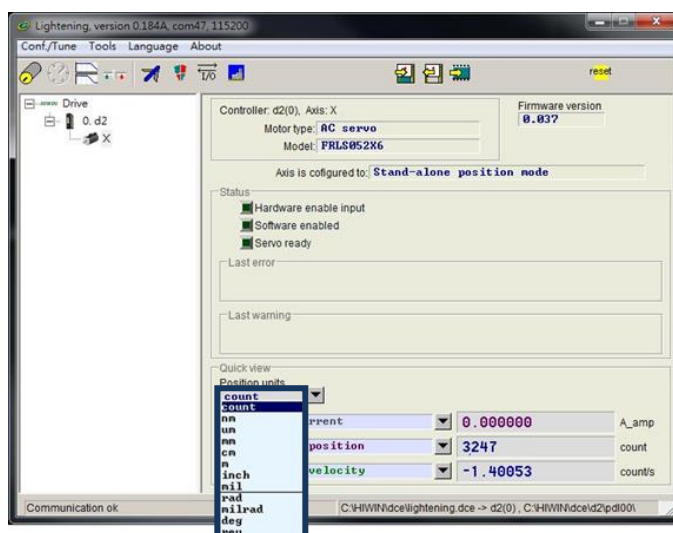 Lightening, version 0.184A, com47, 115200
Conf./Tune Tools Language About
I/O
reset
Drive
0. d2
X
Controller: d2(0), Axis: X
Motor type: AC servo
Model: FRLS052X6
Firmware version
0.037
Axis is cofigured to: Stand-alone position mode
Status
Hardware enable input
Software enabled
Servo ready
Last error
Last warning
Quick view
Position units
count
count
nm
um
mm
cm
m
inch
mil
rad
milrad
deg
rrent 0.000000 A_amp
position 3247 count
velocity -1.40053 count/s
Communication ok
C:\HIWIN\dce\lightening.dce -> d2(0) , C:\HIWIN\dce\d2\pdl00\